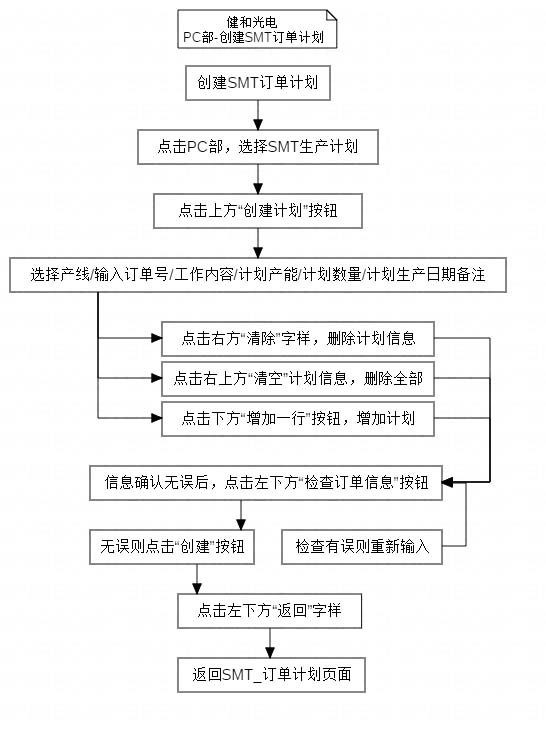 健和光电
PC部-创建SMT订单计划
创建SMT订单计划
点击PC部，选择SMT生产计划
点击上方“创建计划”按钮
选择产线/输入订单号/工作内容/计划产能/计划数量/计划生产日期备注
点击右方“清除”字样，删除计划信息
点击右上方“清空”计划信息，删除全部
点击下方“增加一行”按钮，增加计划
信息确认无误后，点击左下方“检查订单信息”按钮
无误则点击“创建”按钮
检查有误则重新输入
点击左下方“返回”字样
返回SMT_订单计划页面